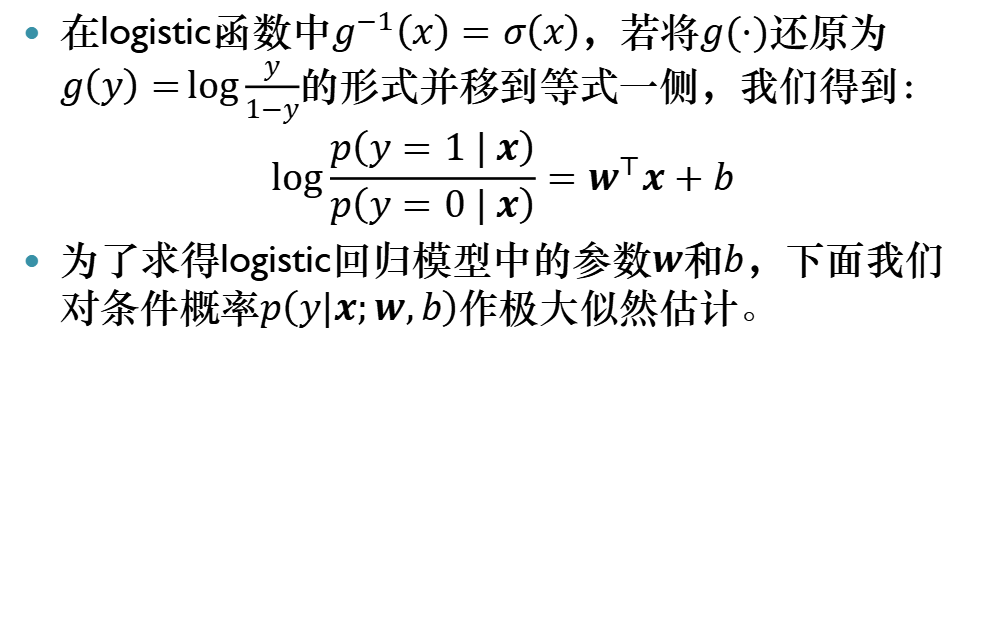 • 在logistic函数中g⁻¹(x) = σ(x)，若将g(·)还原为
g(y) = log y/(1−y) 的形式并移到等式一侧，我们得到：
log p(y = 1 | x) / p(y = 0 | x) = w⊤x + b
• 为了求得logistic回归模型中的参数w和b，下面我们
对条件概率p(y|x; w, b)作极大似然估计。